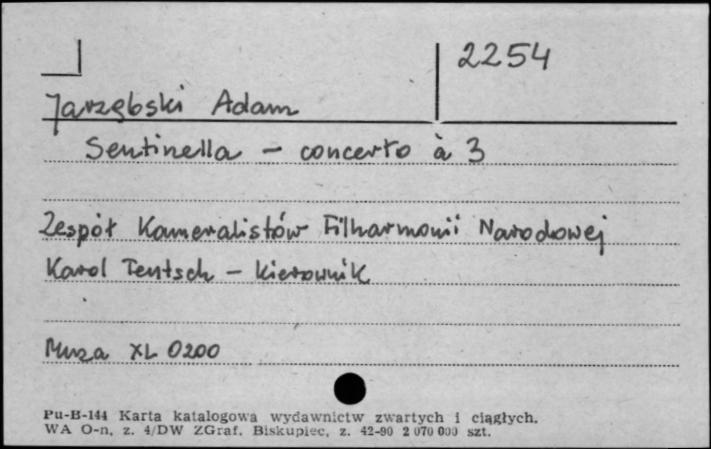 2254
Jarzębski Adam
Sentinella - concerto à 3
Zespół Kameralistów Filharmonii Narodowej
Karol Teutsch - kierownik
Muza XL 0200
Pu-B-144 Karta katalogowa wydawnictw zwartych i ciągłych.
WA O-n, z. 4/DW ZGraf. Biskupiec, z. 42-90 2 070 000 szt.